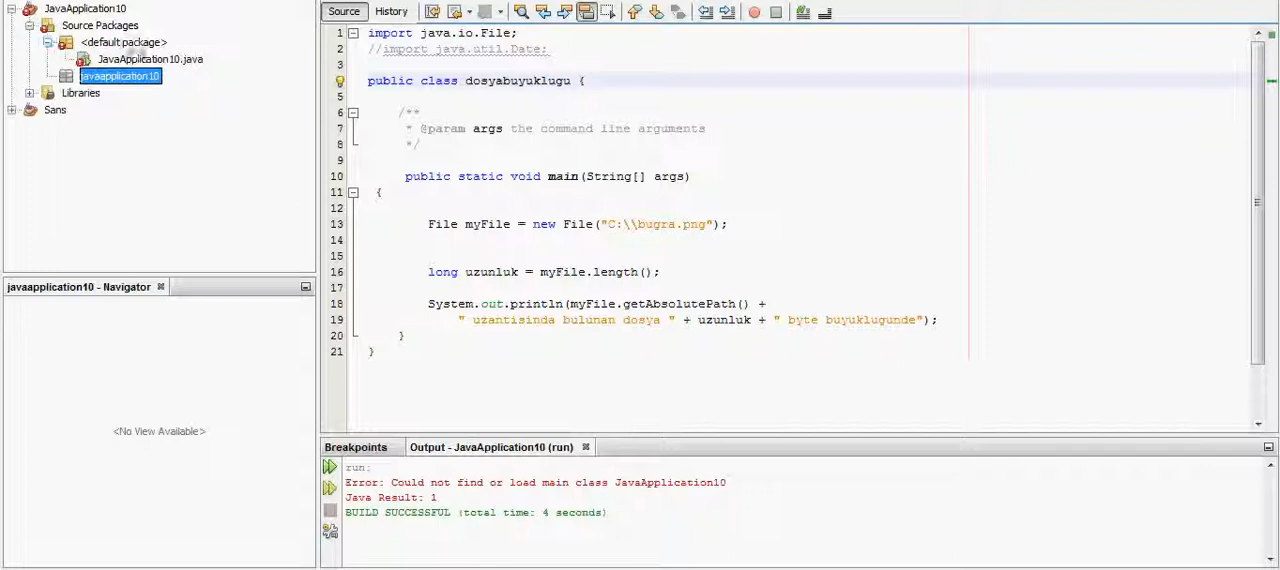 JavaApplication10
Source Packages
<default package>
JavaApplication10.java
javaapplication10
Libraries
Sans
javaapplication10 - Navigator
<No View Available>
Source History
1 import java.io.File;
2 //import java.util.Date;
3
4 public class dosyabuyuklugu {
5
6 /**
7 * @param args the command line arguments
8 */
9
10 public static void main(String[] args)
11 {
12
13 File myFile = new File("C:\\bugra.png");
14
15
16 long uzunluk = myFile.length();
17
18 System.out.println(myFile.getAbsolutePath() +
19 " uzantisinda bulunan dosya " + uzunluk + " byte buyuklugunde");
20 }
21 }
Breakpoints Output - JavaApplication10 (run)
run:
Error: Could not find or load main class JavaApplication10
Java Result: 1
BUILD SUCCESSFUL (total time: 4 seconds)